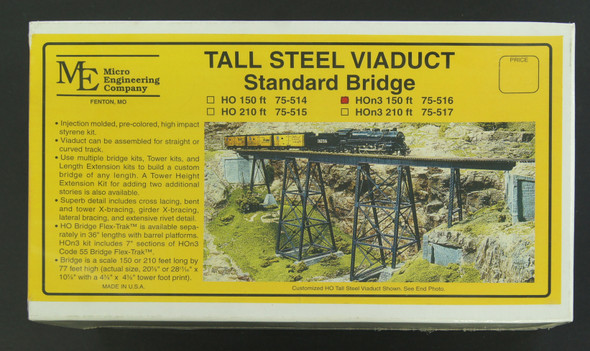 TALL STEEL VIADUCT
Standard Bridge
PRICE
ME Micro
Engineering
Company
FENTON, MO
HO 150 ft 75-514
HOn3 150 ft 75-516
HO 210 ft 75-515
HOn3 210 ft 75-517
• Injection molded, pre-colored, high impact
styrene kit.
• Viaduct can be assembled for straight or
curved track.
• Use multiple bridge kits, Tower kits, and
Length Extension kits to build a custom
bridge of any length. A Tower Height
Extension Kit for adding two additional
stories is also available.
• Superb detail includes cross lacing, bent
and tower X-bracing, girder X-bracing,
lateral bracing, and extensive rivet detail.
• HO Bridge Flex-Trak™ is available sepa-
rately in 36" lengths with barrel platforms.
HOn3 kit includes 7" sections of HOn3
Code 55 Bridge Flex-Trak™.
• Bridge is a scale 150 or 210 feet long by
77 feet high (actual size, 20¼" or 28 x
10½" with a 4¾" x 4¾" tower foot print).
MADE IN U.S.A.
Customized HO Tall Steel Viaduct Shown. See End Photo.